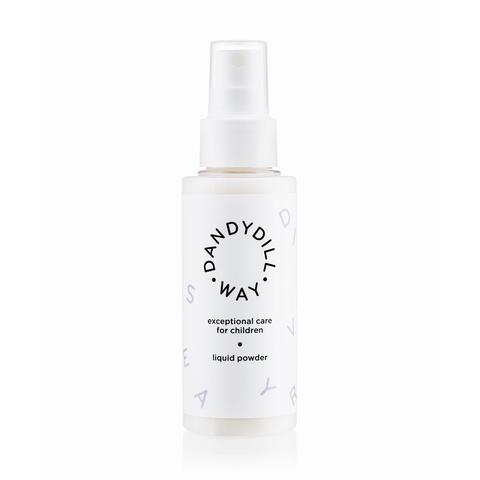 DANDYDILL
• WAY •
exceptional care
for children
•
liquid powder
D
I
V
R
Y
S
E
A